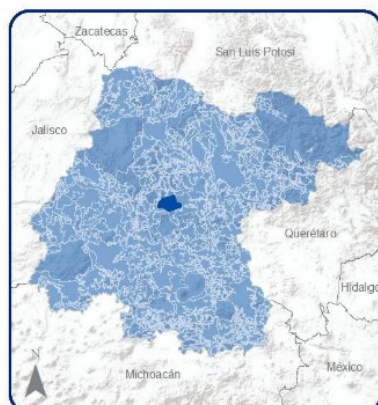 Zacatecas
San Luis Potosí
Jalisco
Querétaro
Hidalgo
N
Michoacán
México